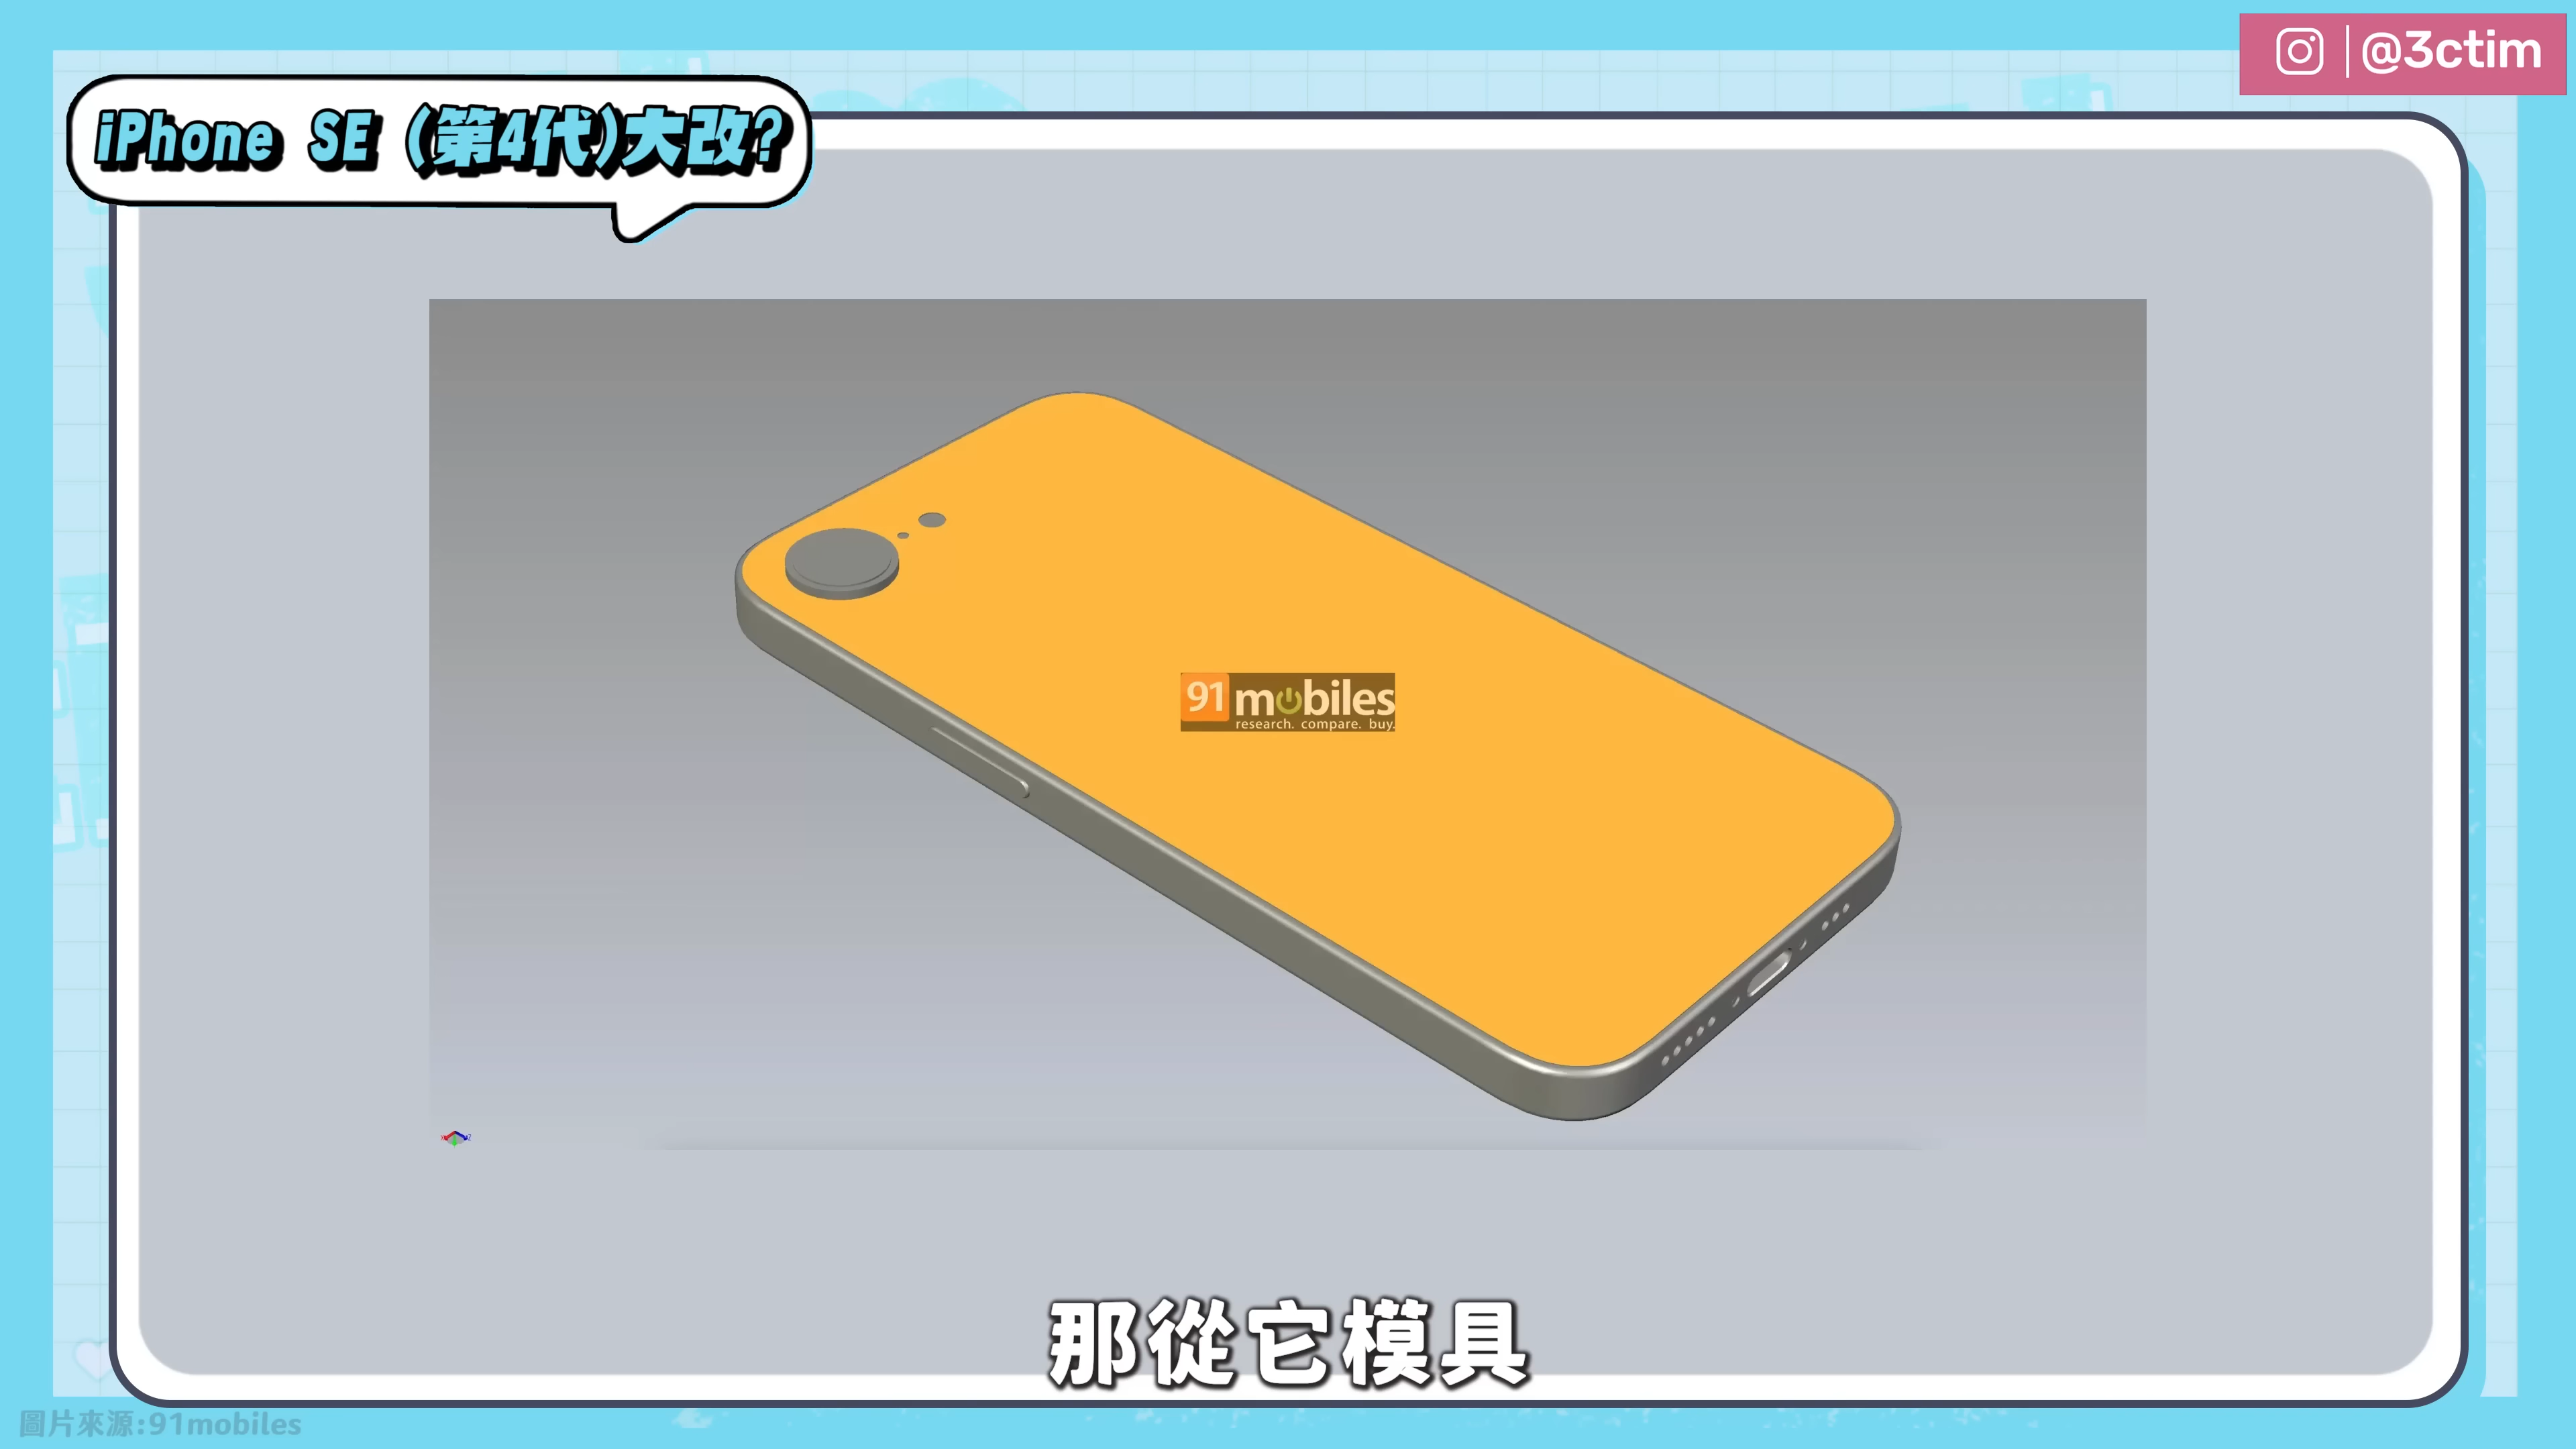 @3ctim
iPhone SE (第4代)大改?
91mobiles
research. compare. buy.
那從它模具
圖片來源:91mobiles